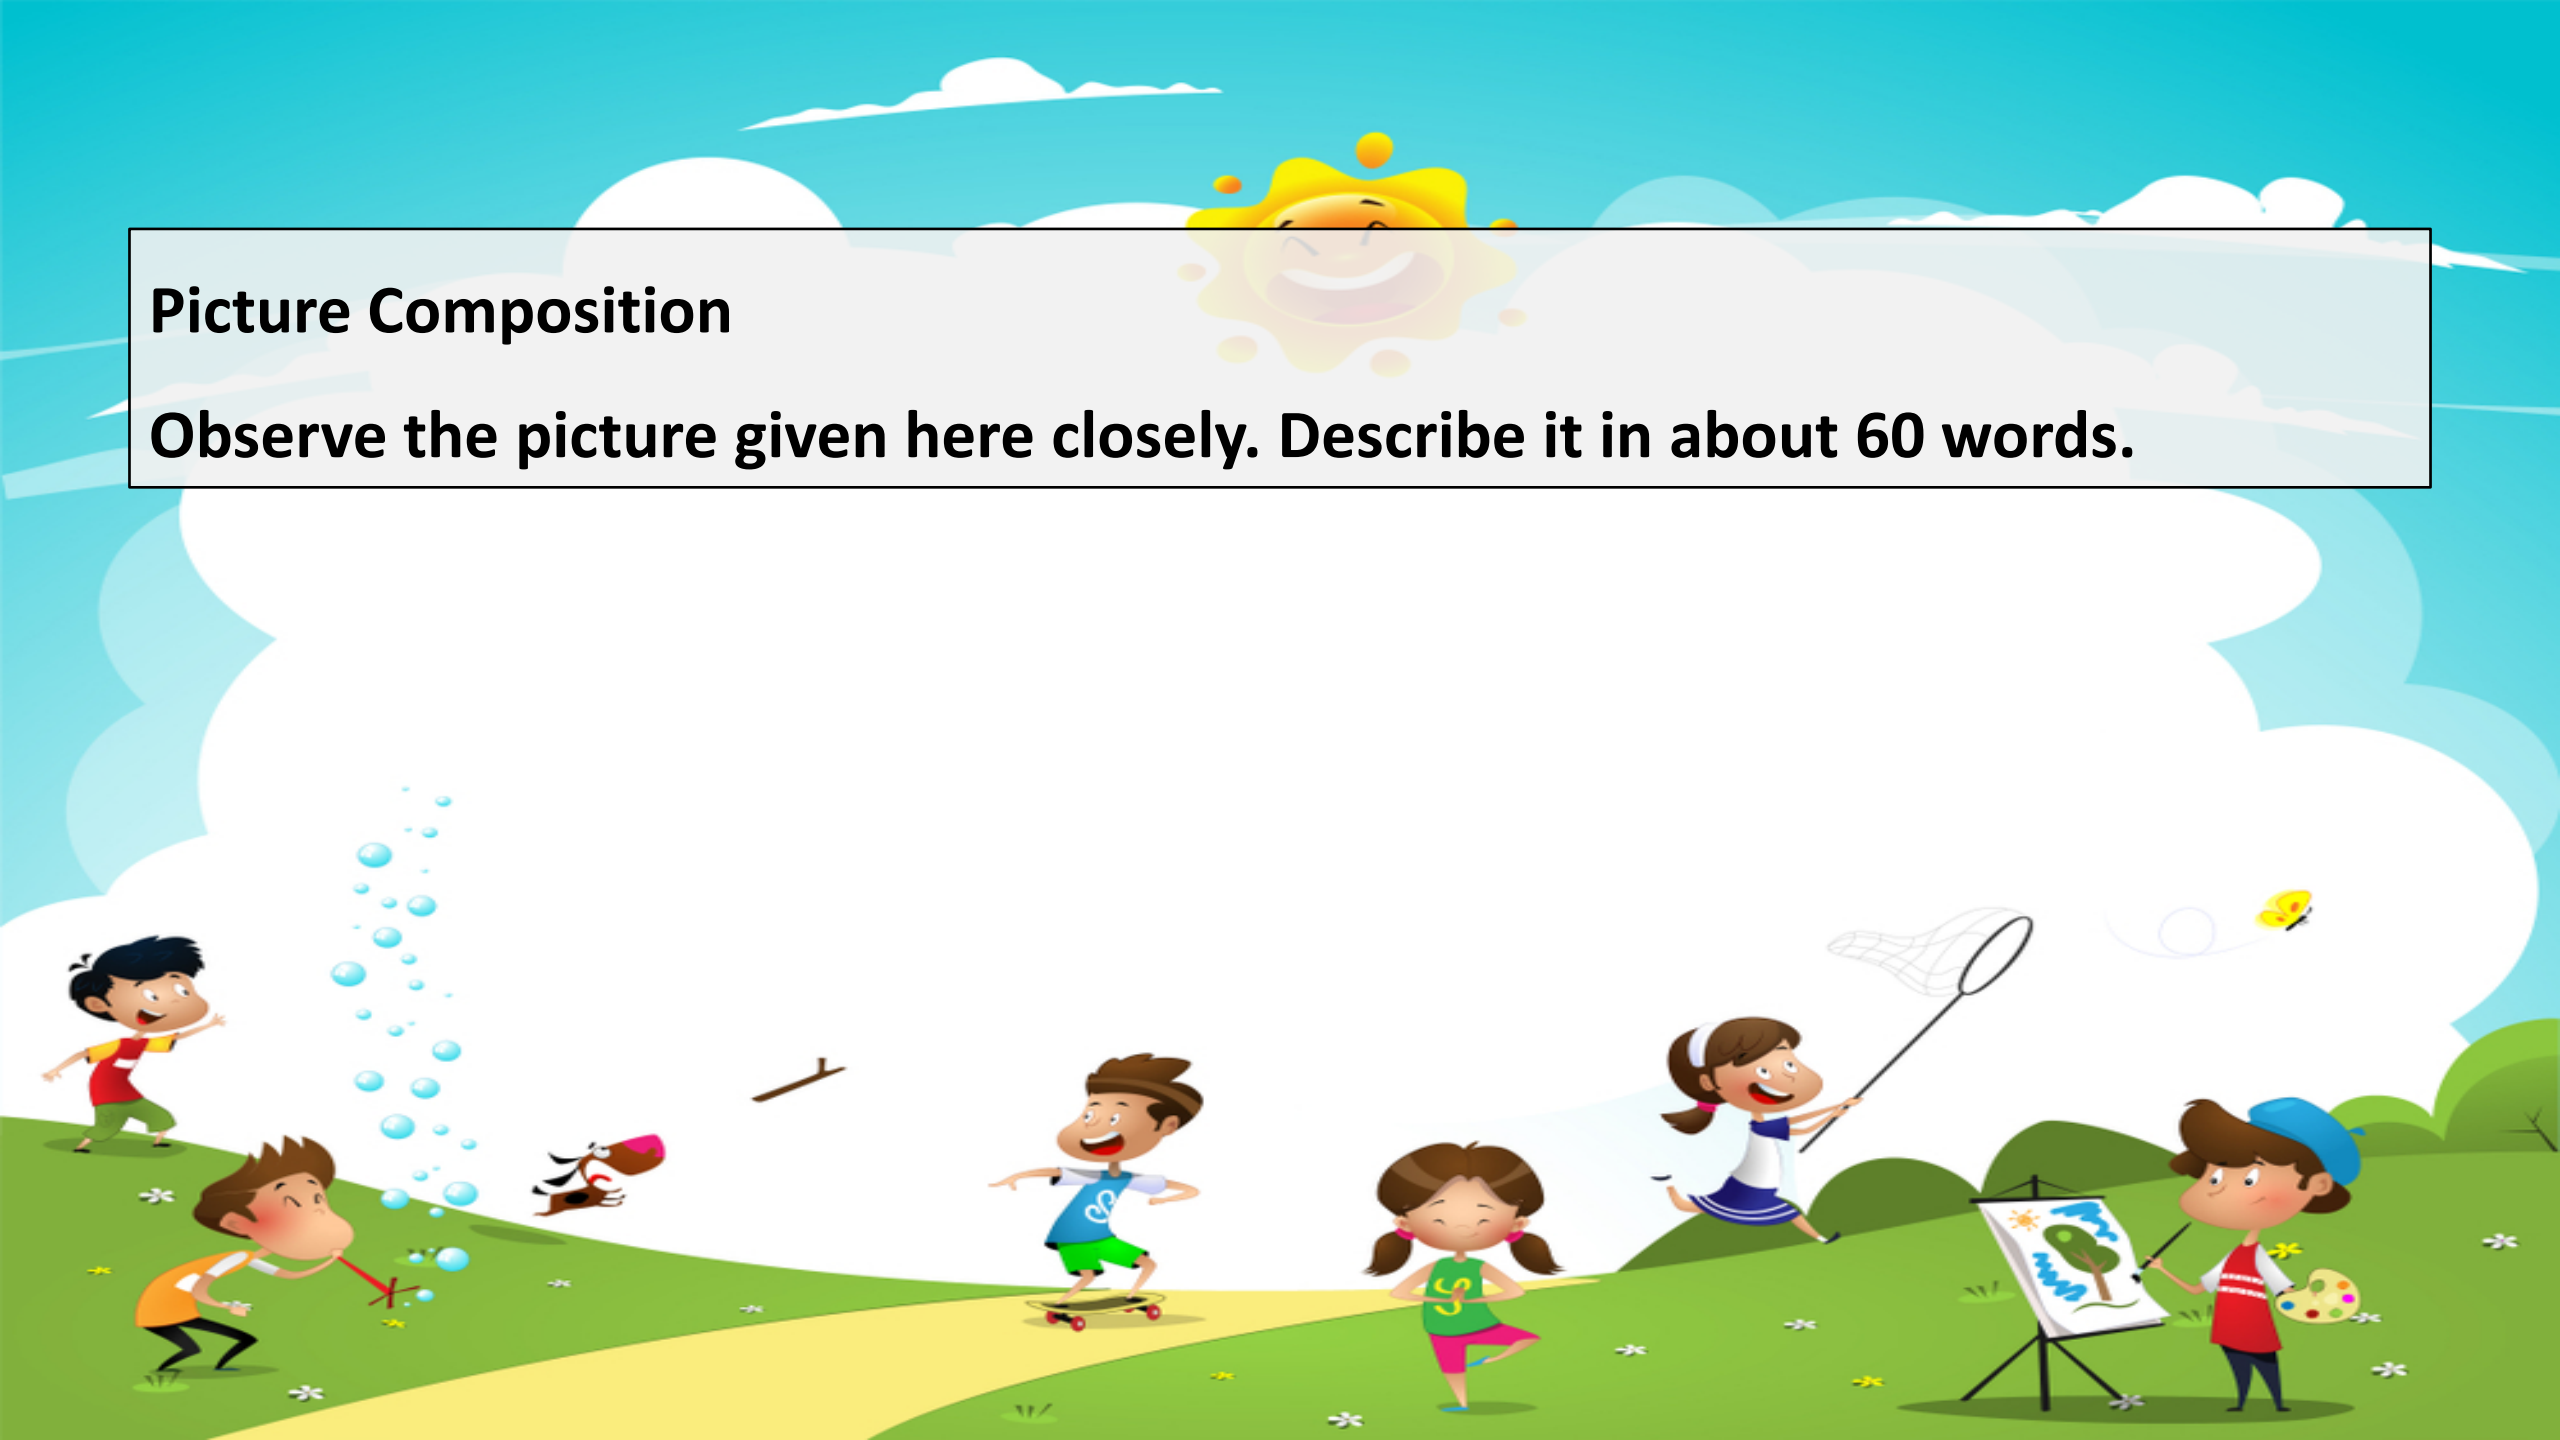 Picture Composition
Observe the picture given here closely. Describe it in about 60 words.